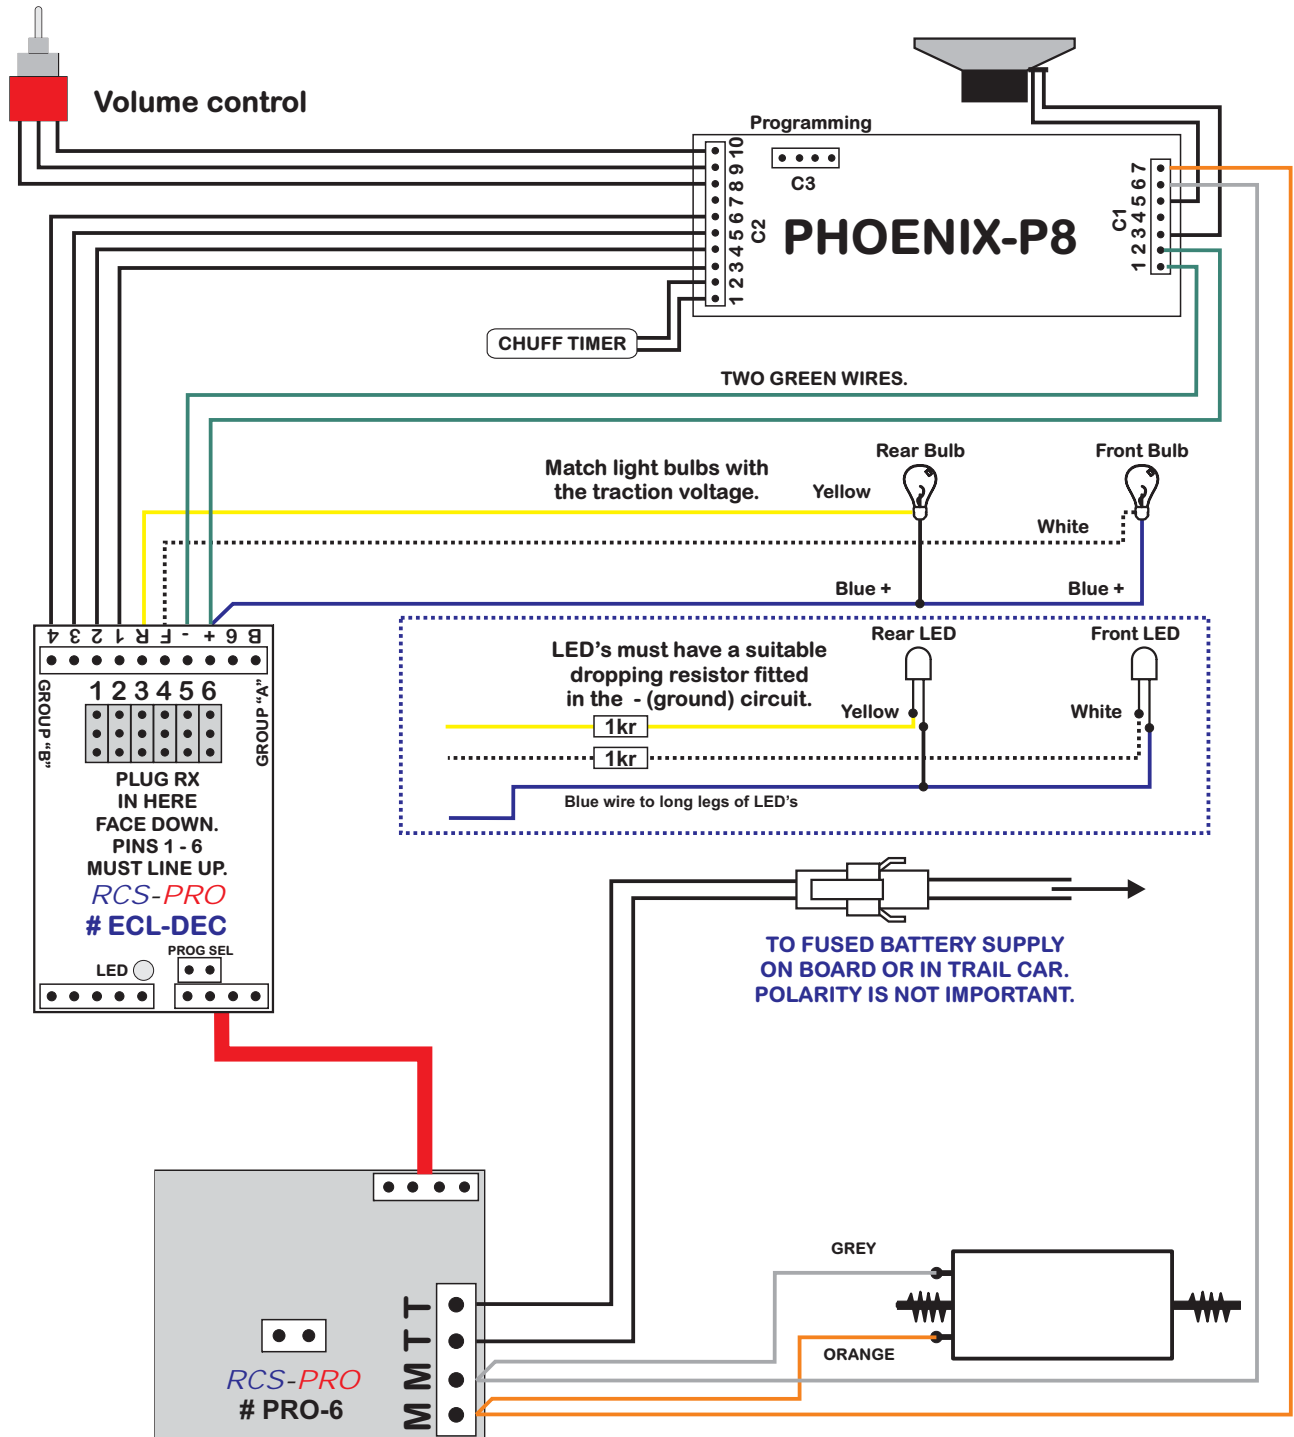 Volume control
Programming
C3
PHOENIX-P8
10
9
8
7
6
5
4
3
2
1
C2
7
6
5
4
3
2
1
C1
CHUFF TIMER
TWO GREEN WIRES.
Match light bulbs with
the traction voltage.
Rear Bulb
Front Bulb
Yellow
White
Blue +
Blue +
4 3 2 1 R F - + 6 B
GROUP "B"
GROUP "A"
1 2 3 4 5 6
PLUG RX
IN HERE
FACE DOWN.
PINS 1 - 6
MUST LINE UP.
RCS-PRO
# ECL-DEC
PROG SEL
LED
LED's must have a suitable
dropping resistor fitted
in the - (ground) circuit.
Rear LED
Front LED
Yellow
White
1kr
1kr
Blue wire to long legs of LED's
TO FUSED BATTERY SUPPLY
ON BOARD OR IN TRAIL CAR.
POLARITY IS NOT IMPORTANT.
GREY
ORANGE
T
T
M
M
RCS-PRO
# PRO-6